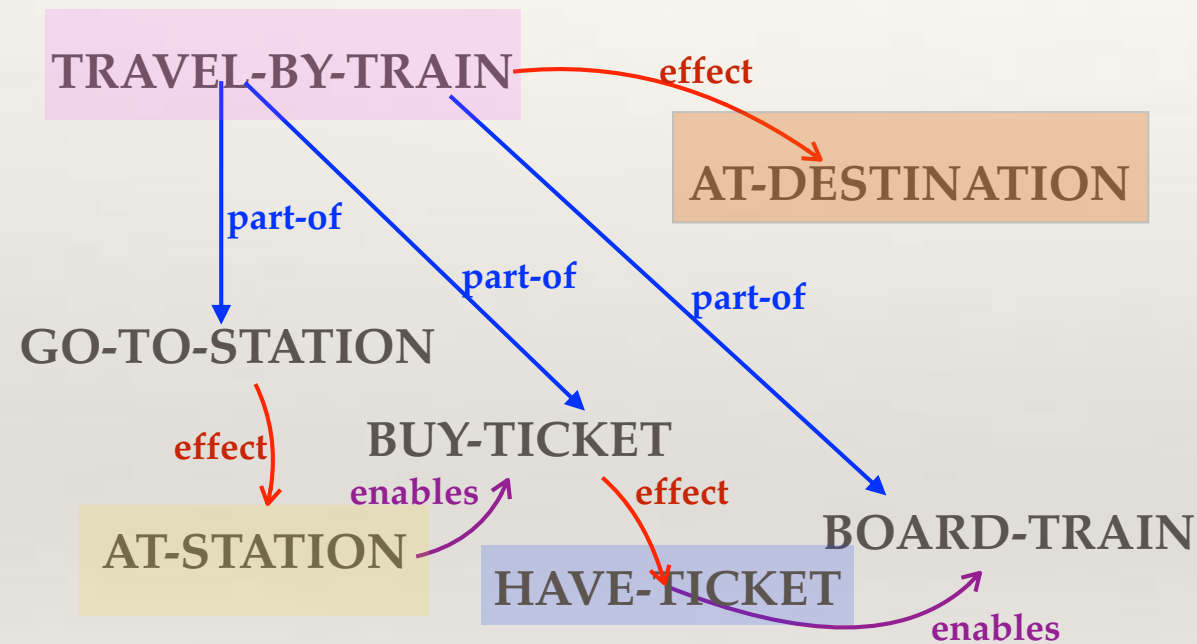 TRAVEL-BY-TRAIN
effect
AT-DESTINATION
part-of
part-of
part-of
GO-TO-STATION
effect
BUY-TICKET
enables
effect
AT-STATION
HAVE-TICKET
BOARD-TRAIN
enables